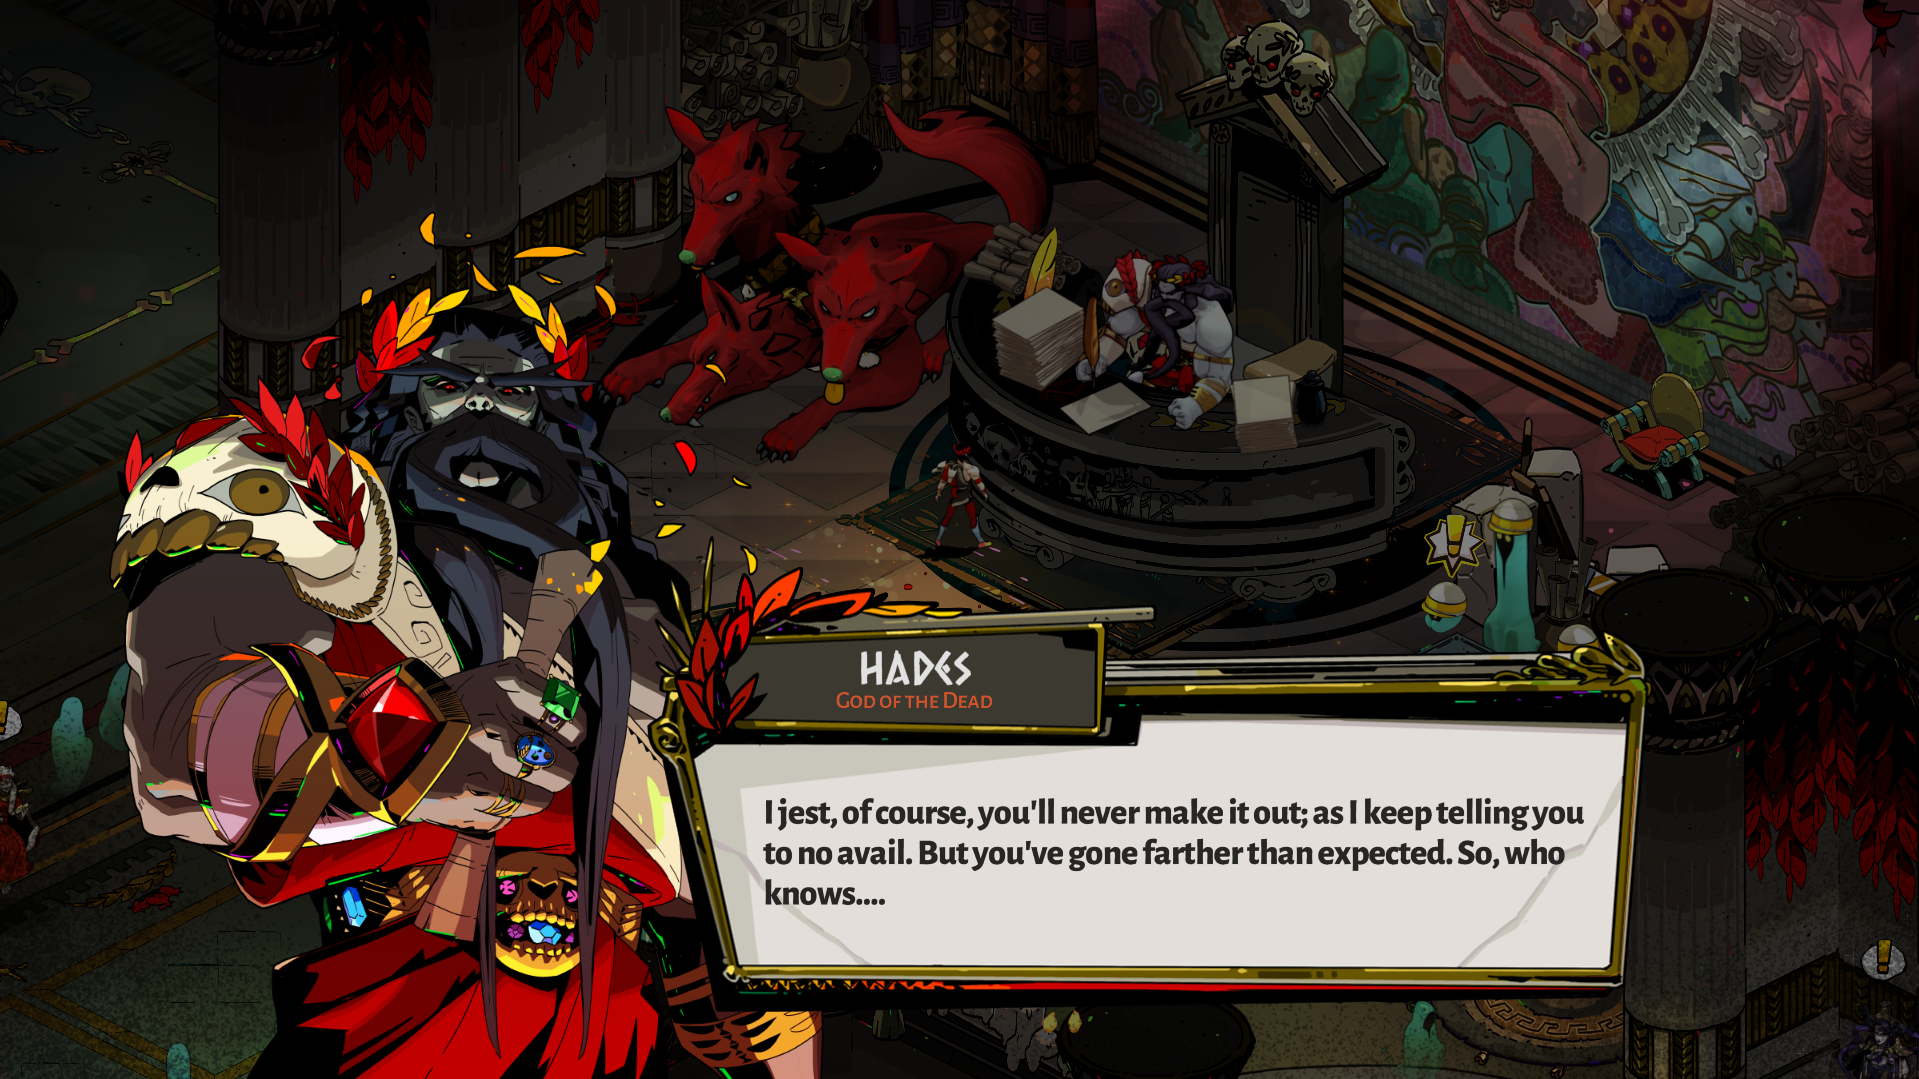 HADES
GOD OF THE DEAD
I jest, of course, you'll never make it out; as I keep telling you
to no avail. But you've gone farther than expected. So, who
knows....